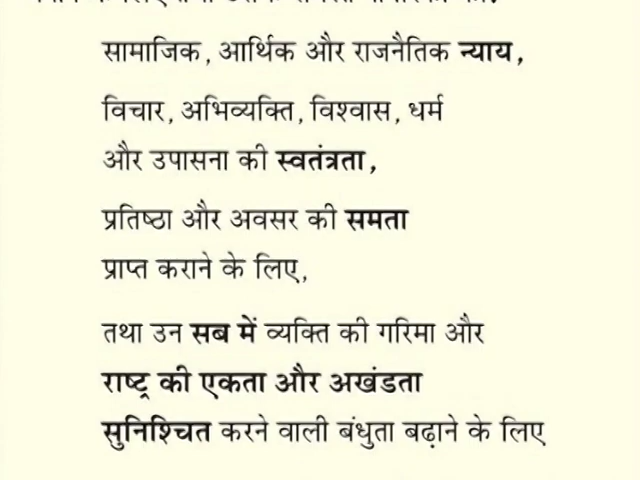 सामाजिक, आर्थिक और राजनैतिक न्याय,
विचार, अभिव्यक्ति, विश्वास, धर्म
और उपासना की स्वतंत्रता,
प्रतिष्ठा और अवसर की समता
प्राप्त कराने के लिए,
तथा उन सब में व्यक्ति की गरिमा और
राष्ट्र की एकता और अखंडता
सुनिश्चित करने वाली बंधुता बढ़ाने के लिए